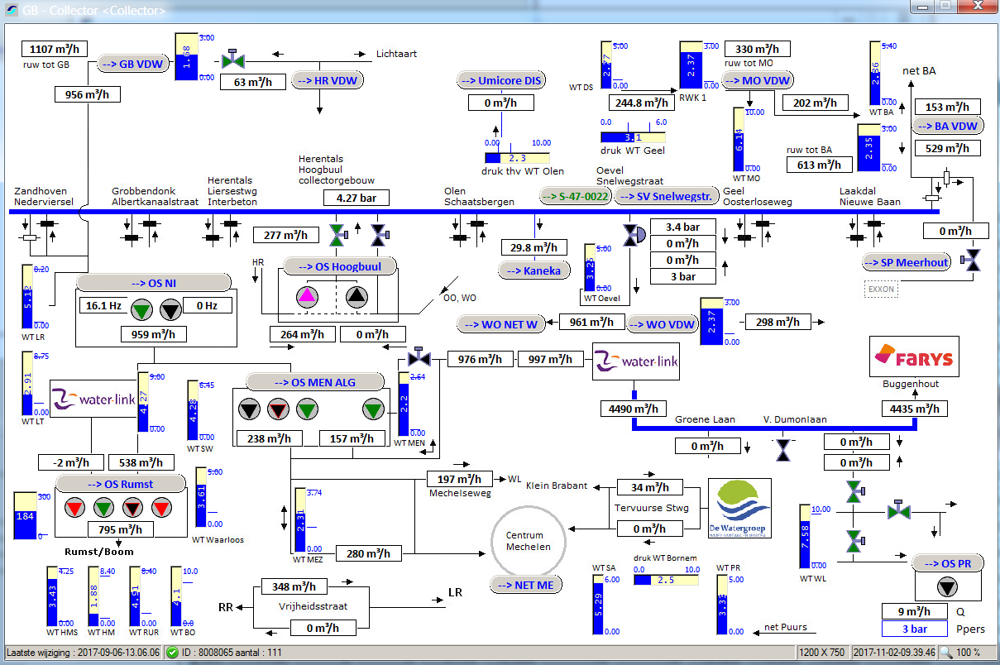 GB - Collector <Collector>
1107 m³/h
ruw tot GB
--> GB VDW
3.00
1.68
0.00
956 m³/h
63 m³/h
Lichtaart
--> HR VDW
--> Umicore DIS
0 m³/h
0.00
10.00
2.3
druk thv WT Olen
WT DS
5.00
0.00
244.8 m³/h
3.00
2.37
0.00
RWK 1
0.0
6.0
3.1
druk WT Geel
330 m³/h
ruw tot MO
--> MO VDW
10.00
6.14
0.00
WT MO
202 m³/h
ruw tot BA
613 m³/h
5.40
0.00
WT BA
3.00
2.35
0.00
net BA
153 m³/h
--> BA VDW
529 m³/h
Zandhoven
Nederviersel
Grobbendonk
Albertkanaalstraat
Herentals
Liersestwg
Interbeton
Herentals
Hoogbuul
collectorgebouw
4.27 bar
Olen
Schaatsbergen
Oevel
Snelwegstraat
--> S-47-0022
--> SV Snelwegstr.
Geel
Oosterloseweg
Laakdal
Nieuwe Baan
277 m³/h
29.8 m³/h
--> Kaneka
3.4 bar
0 m³/h
0 m³/h
3 bar
5.00
3.25
0.00
WT Oevel
0 m³/h
--> SP Meerhout
EXXON
8.20
5.12
0.00
WT LR
--> OS NI
16.1 Hz
0 Hz
959 m³/h
HR
--> OS Hoogbuul
OO, WO
264 m³/h
0 m³/h
--> WO NET W
961 m³/h
--> WO VDW
3.00
2.37
0.00
298 m³/h
8.75
2.91
0.00
WT LT
water-link
9.00
4.27
0.00
6.45
4.28
0.00
WT SW
--> OS MEN ALG
238 m³/h
157 m³/h
2.64
2.2
0.00
WT MEN
976 m³/h
997 m³/h
water-link
FARYS
Buggenhout
4490 m³/h
4435 m³/h
Groene Laan
V. Dumonlaan
0 m³/h
0 m³/h
0 m³/h
-2 m³/h
538 m³/h
--> OS Rumst
795 m³/h
Rumst/Boom
300
184
0
5.00
3.61
0.00
WT Waarloos
3.74
2.31
0.00
WT MEZ
197 m³/h
WL
Mechelseweg
280 m³/h
Klein Brabant
34 m³/h
Tervuurse Stwg
0 m³/h
De Watergroep
Centrum
Mechelen
--> NET ME
10.00
7.58
0.00
WT WL
--> OS PR
9 m³/h
Q
3 bar
Ppers
4.25
3.43
0.00
WT HMS
8.40
1.88
0.00
WT HM
8.40
4.91
0.00
WT RUR
10.0
4.1
0.0
WT BO
RR
348 m³/h
Vrijheidsstraat
0 m³/h
LR
WT SA
6.00
5.29
0.00
druk WT Bornem
0.0
10.0
2.5
WT PR
5.00
0.00
net Puurs
Laatste wijziging : 2017-09-06-13.06.06
ID : 8008065 aantal : 111
1200 X 750
2017-11-02-09.39.46
100 %